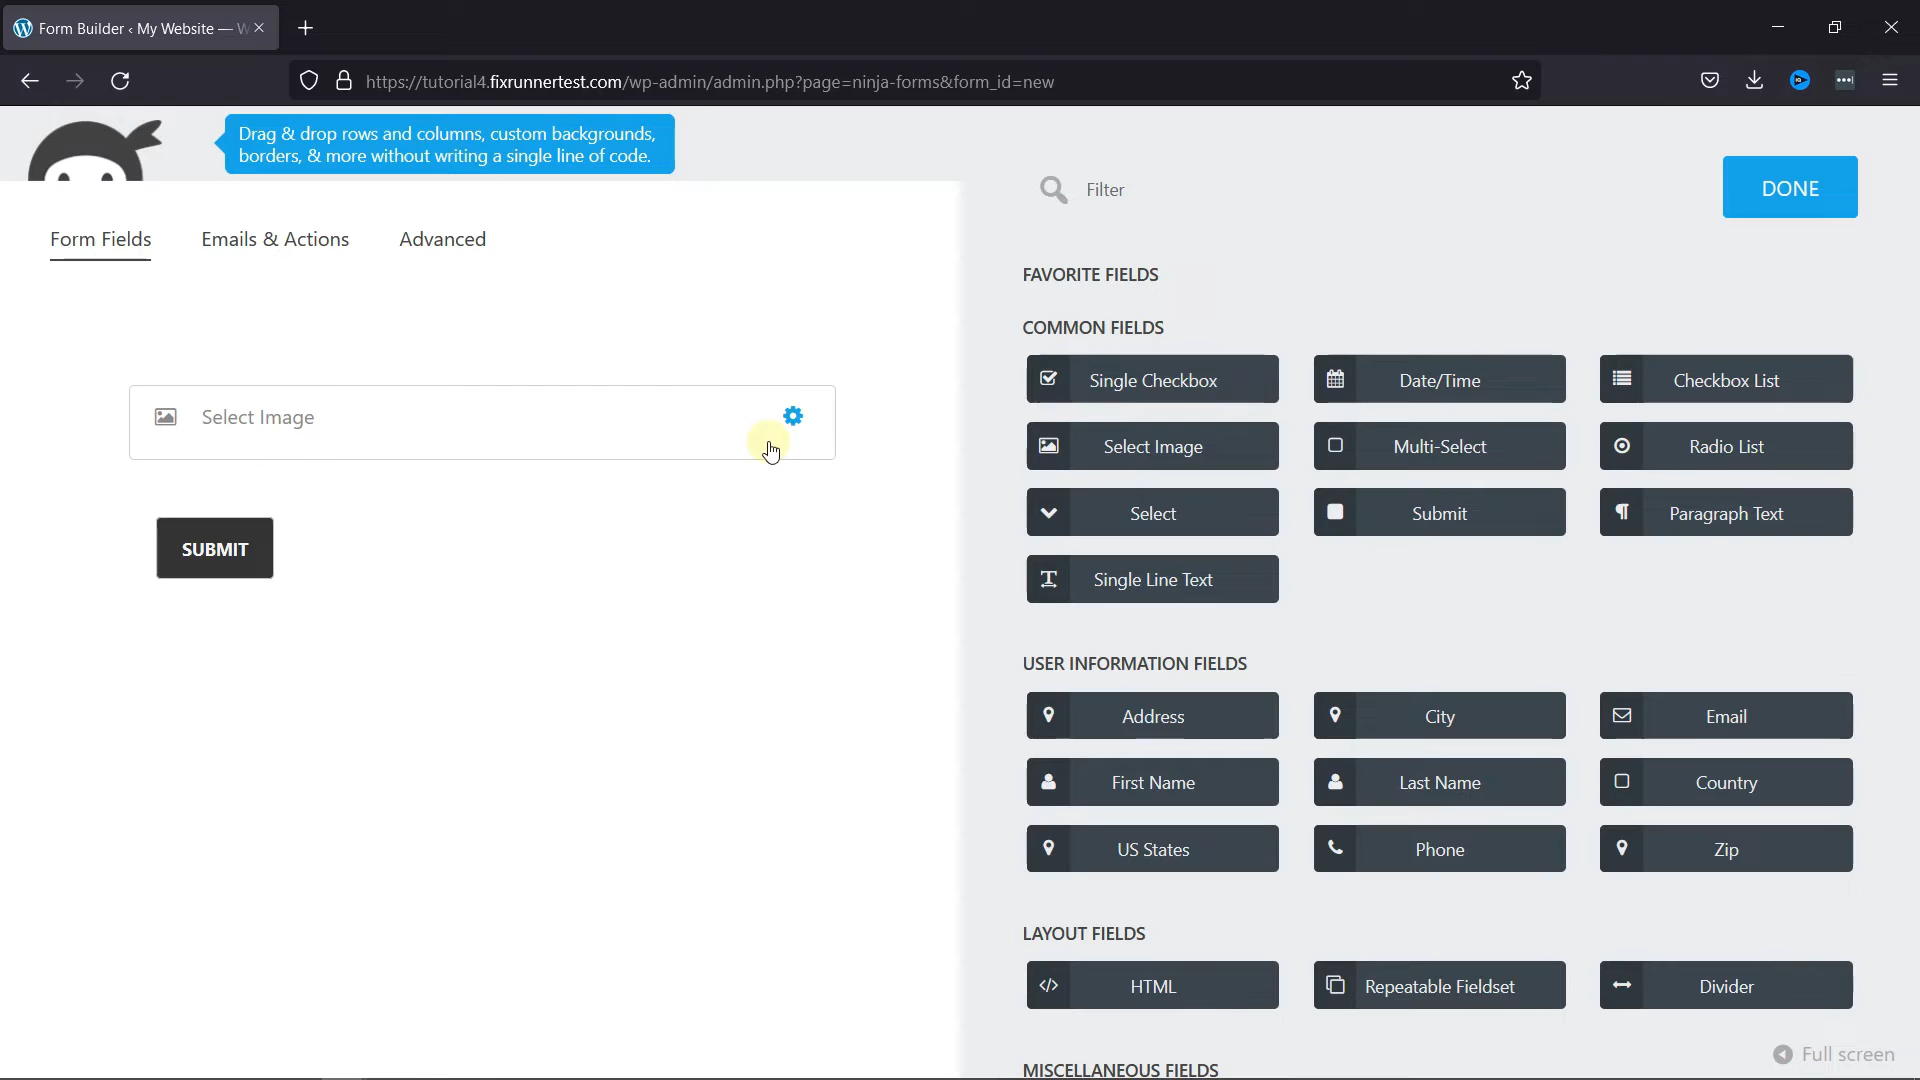 Form Builder ‹ My Website — W
https://tutorial4.fixrunnertest.com/wp-admin/admin.php?page=ninja-forms&form_id=new
Drag & drop rows and columns, custom backgrounds,
borders, & more without writing a single line of code.
Filter
DONE
Form Fields
Emails & Actions
Advanced
Select Image
SUBMIT
FAVORITE FIELDS
COMMON FIELDS
Single Checkbox
Date/Time
Checkbox List
Select Image
Multi-Select
Radio List
Select
Submit
Paragraph Text
Single Line Text
USER INFORMATION FIELDS
Address
City
Email
First Name
Last Name
Country
US States
Phone
Zip
LAYOUT FIELDS
HTML
Repeatable Fieldset
Divider
MISCELLANEOUS FIELDS
Full screen